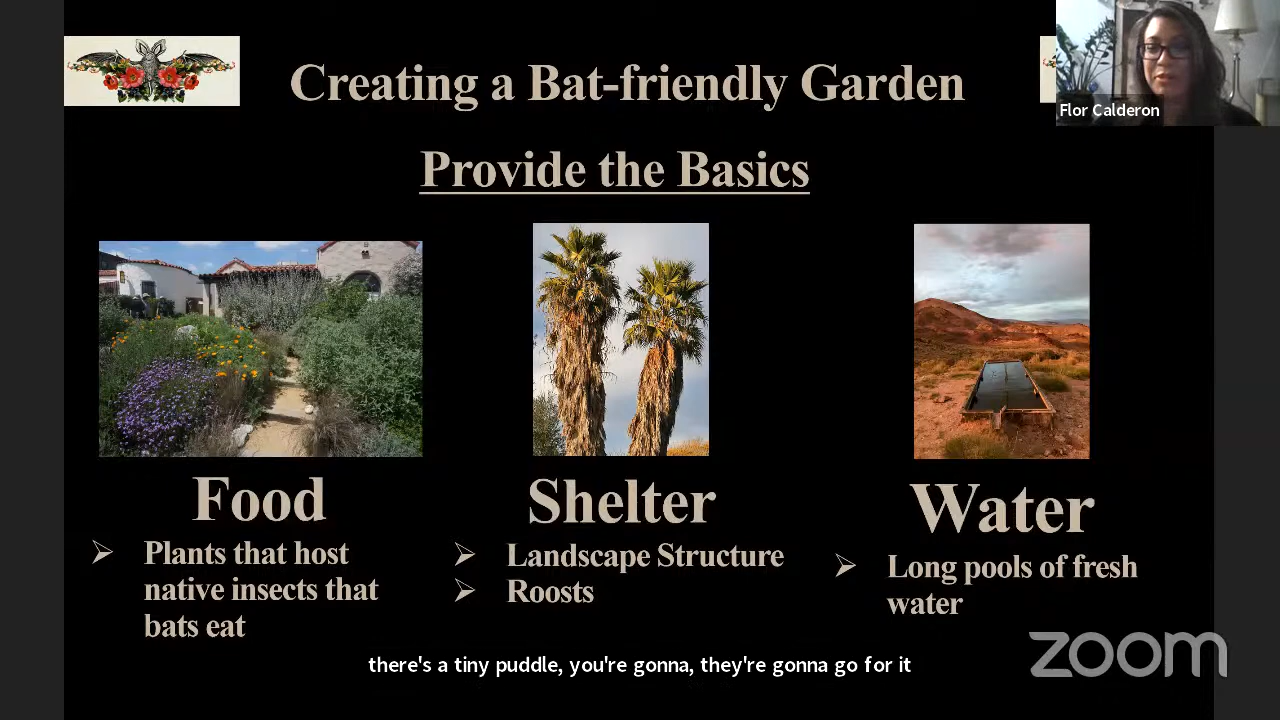 Creating a Bat-friendly Garden
Flor Calderon
Provide the Basics
Food
➢ Plants that host
native insects that
bats eat
Shelter
➢ Landscape Structure
➢ Roosts
Water
➢ Long pools of fresh
water
there's a tiny puddle, you're gonna, they're gonna go for it
zoom